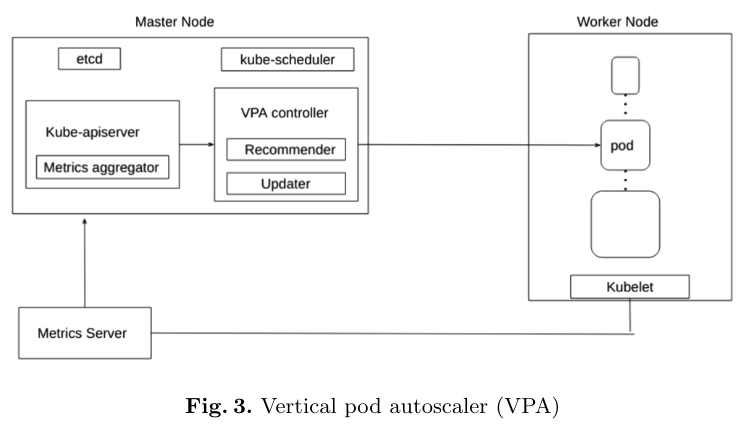 Master Node
Worker Node
etcd
kube-scheduler
Kube-apiserver
Metrics aggregator
VPA controller
Recommender
Updater
pod
Kubelet
Metrics Server
Fig. 3. Vertical pod autoscaler (VPA)